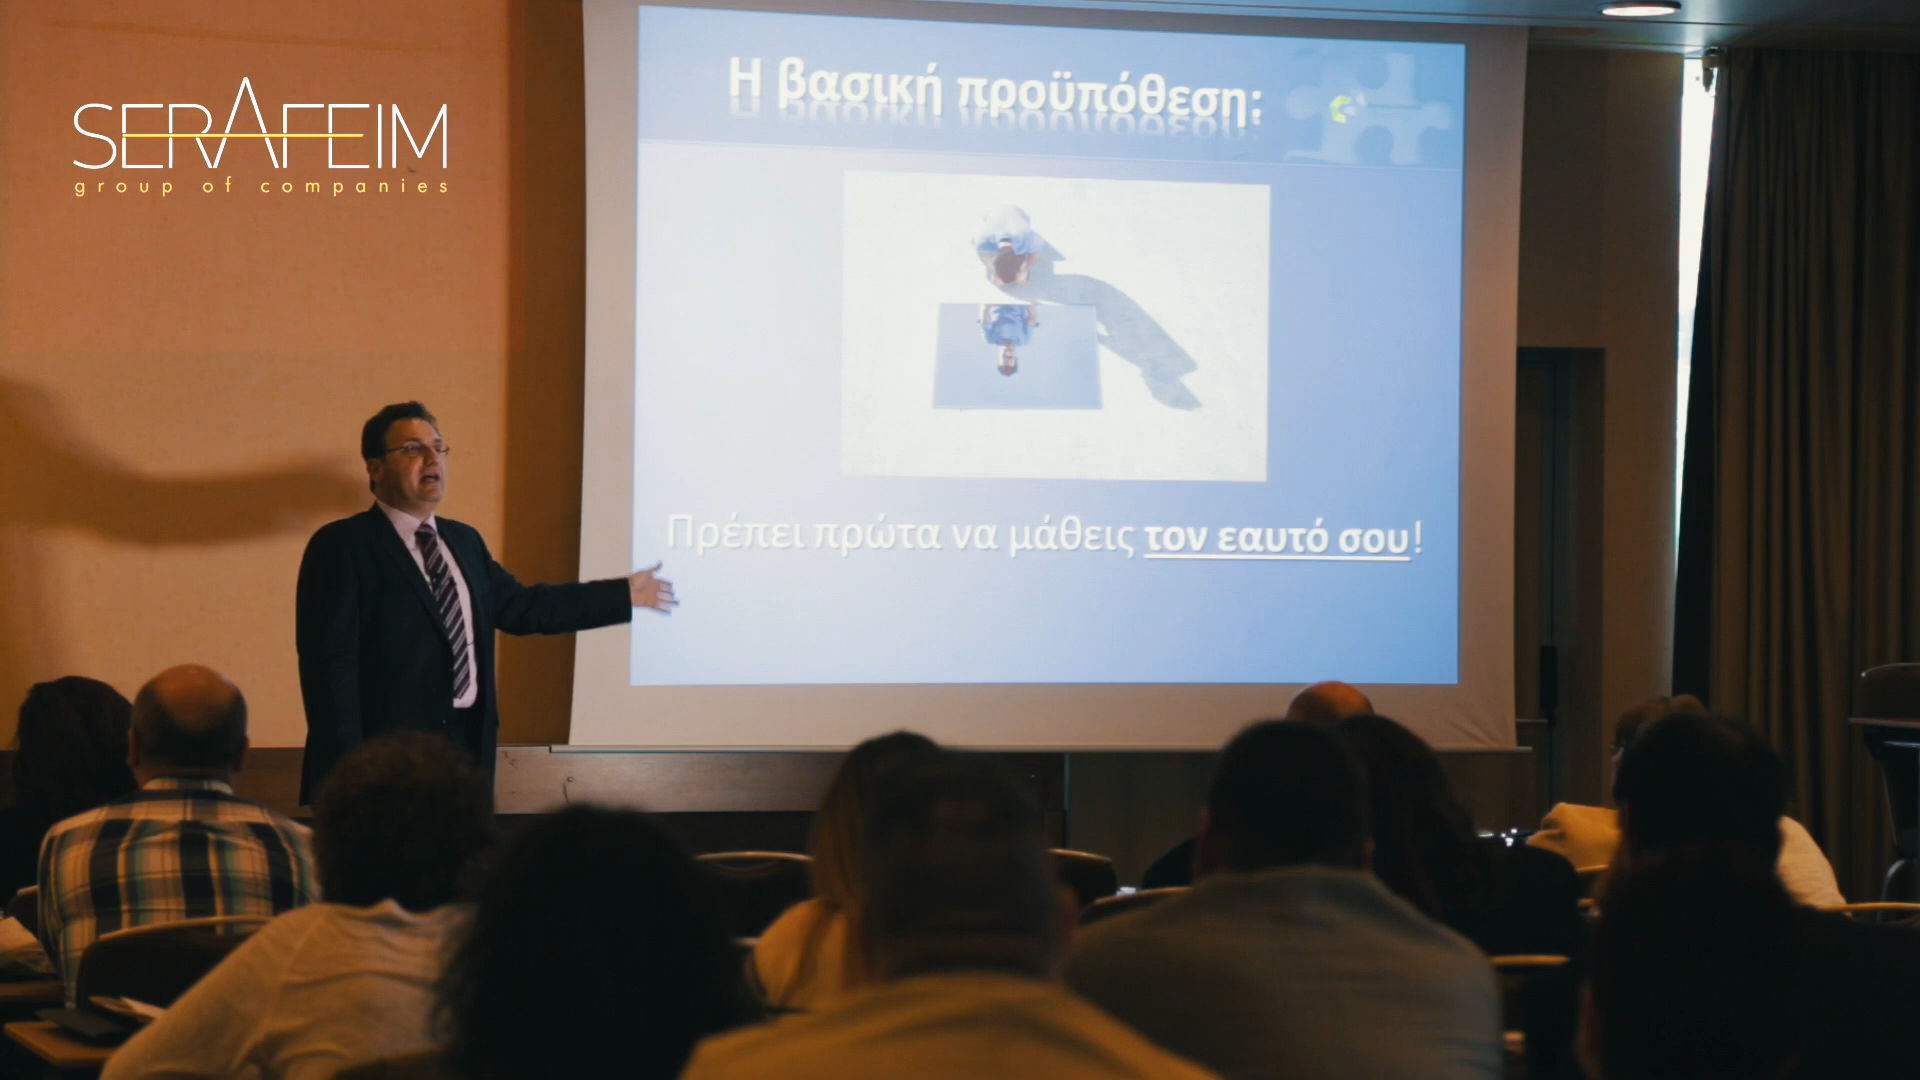 SERAFEIM
group of companies
Η βασική προϋπόθεση:
Πρέπει πρώτα να μάθεις τον εαυτό σου!